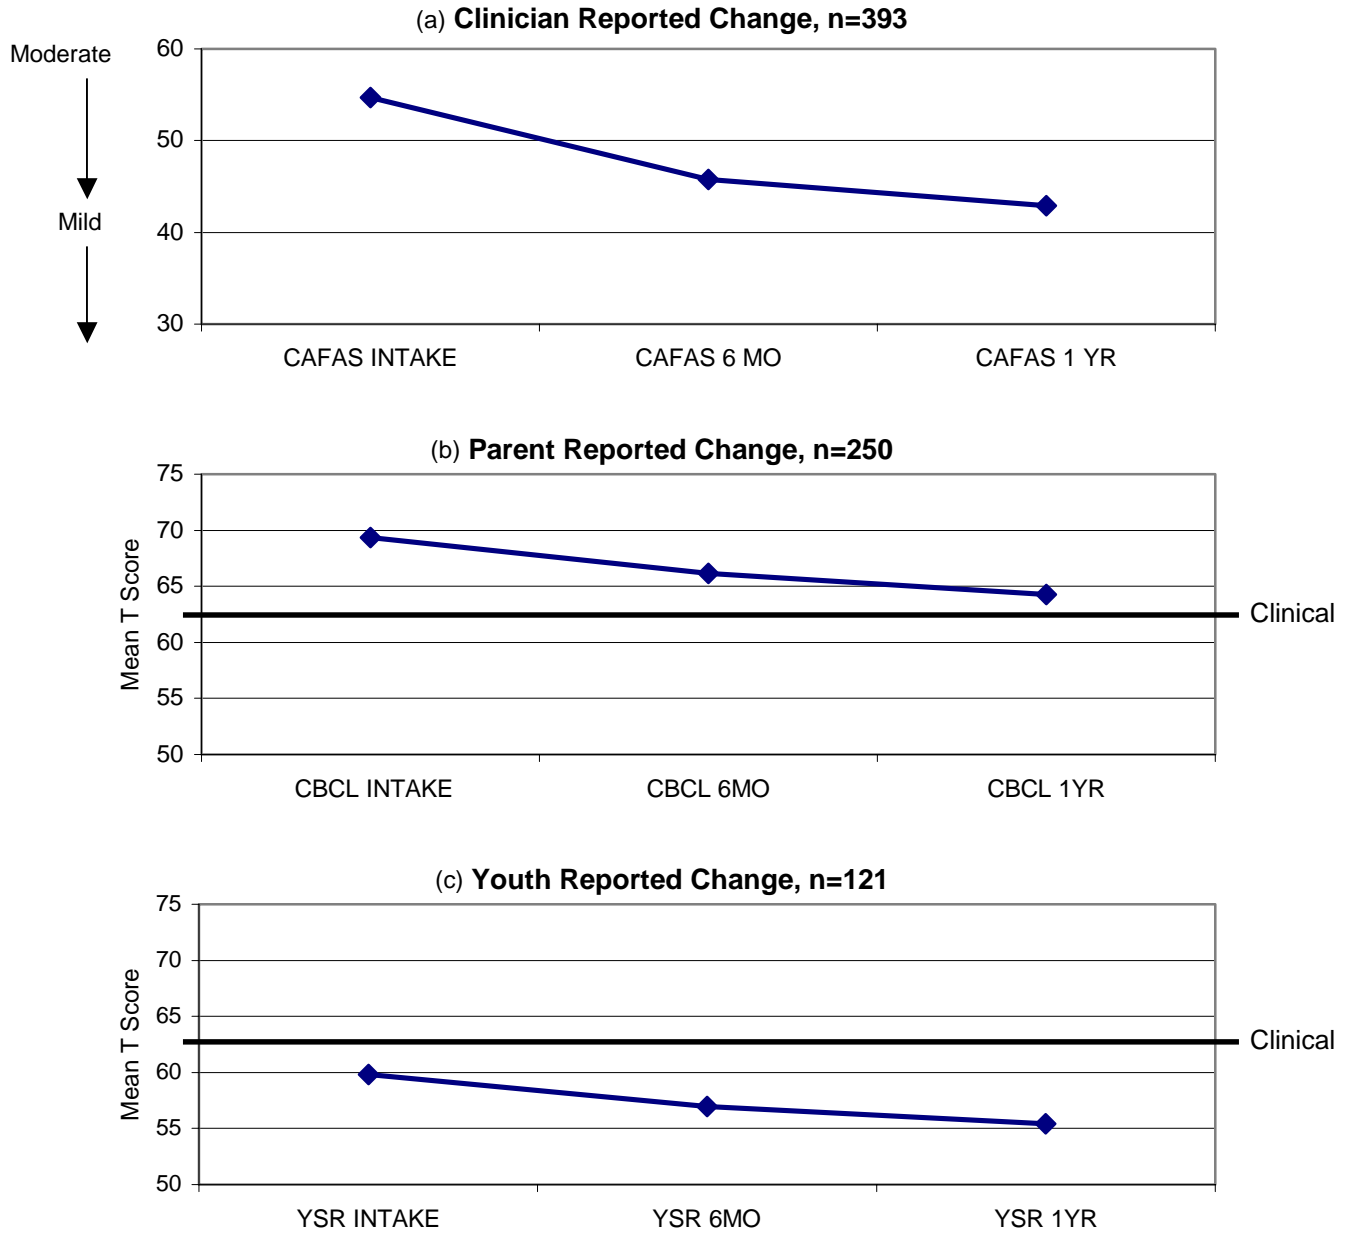 (a) Clinician Reported Change, n=393
Moderate
Mild
60
50
40
30
CAFAS INTAKE CAFAS 6 MO CAFAS 1 YR
(b) Parent Reported Change, n=250
Mean T Score
75
70
65
60
55
50
Clinical
CBCL INTAKE CBCL 6MO CBCL 1YR
(c) Youth Reported Change, n=121
Mean T Score
75
70
65
60
55
50
Clinical
YSR INTAKE YSR 6MO YSR 1YR